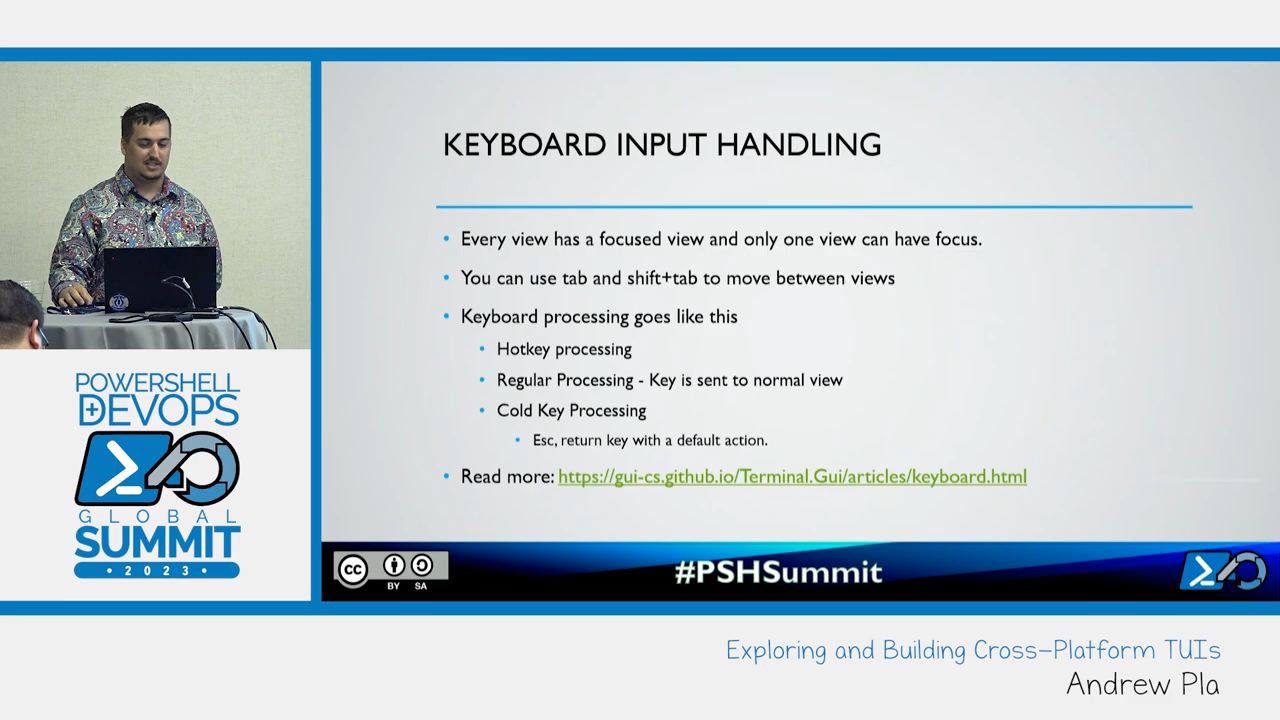 KEYBOARD INPUT HANDLING
Every view has a focused view and only one view can have focus.
You can use tab and shift+tab to move between views
Keyboard processing goes like this
Hotkey processing
Regular Processing - Key is sent to normal view
Cold Key Processing
Esc, return key with a default action.
Read more: https://gui-cs.github.io/Terminal.Gui/articles/keyboard.html
POWERSHELL
+DEVOPS
GLOBAL
SUMMIT
• 2023 •
cc
BY SA
#PSHSummit
Exploring and Building Cross-Platform TUIs
Andrew Pla